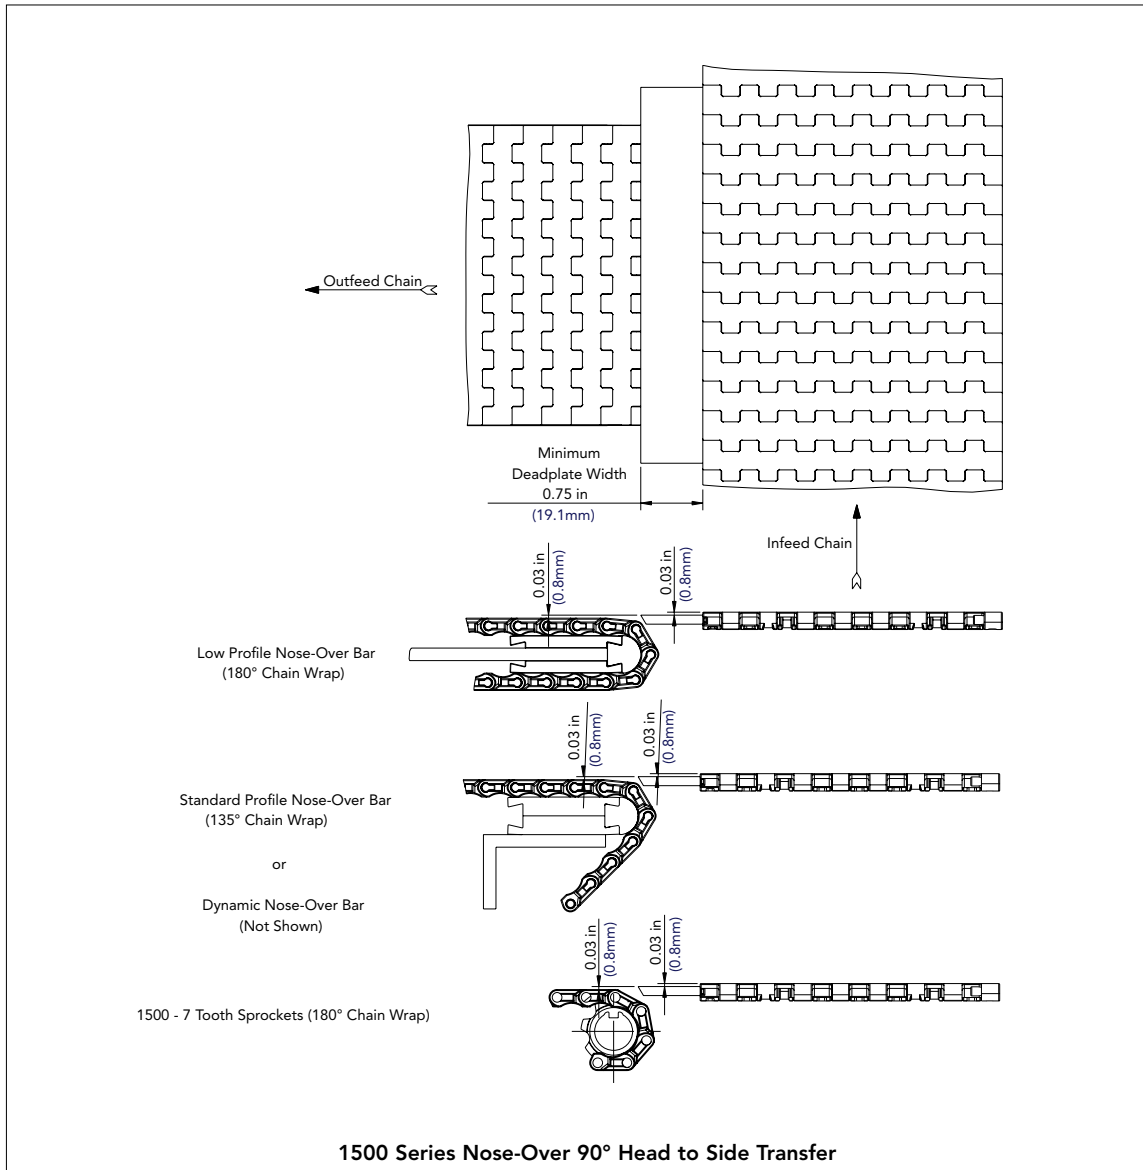 Outfeed Chain
Minimum
Deadplate Width
0.75 in
(19.1mm)
Infeed Chain
0.03 in
(0.8mm)
0.03 in
(0.8mm)
Low Profile Nose-Over Bar
(180° Chain Wrap)
0.03 in
(0.8mm)
0.03 in
(0.8mm)
Standard Profile Nose-Over Bar
(135° Chain Wrap)
or
Dynamic Nose-Over Bar
(Not Shown)
0.03 in
(0.8mm)
0.03 in
(0.8mm)
1500 - 7 Tooth Sprockets (180° Chain Wrap)
1500 Series Nose-Over 90° Head to Side Transfer